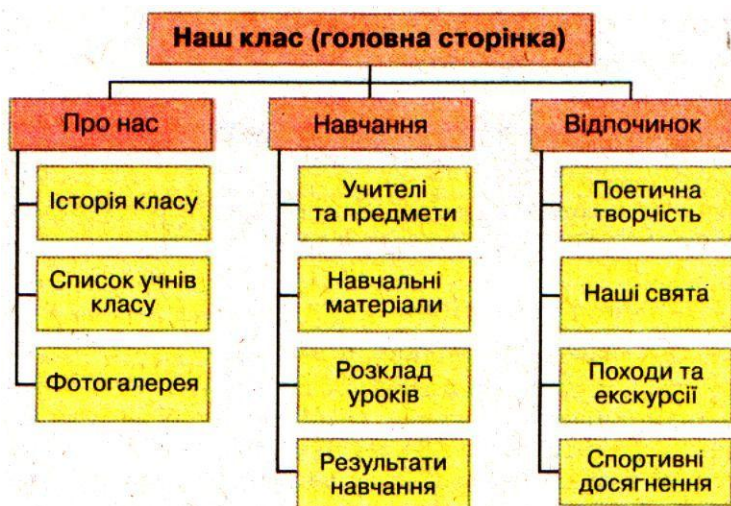 Наш клас (головна сторінка)
Про нас
Історія класу
Список учнів
класу
Фотогалерея
Навчання
Учителі
та предмети
Навчальні
матеріали
Розклад
уроків
Результати
навчання
Відпочинок
Поетична
творчість
Наші свята
Походи та
екскурсії
Спортивні
досягнення